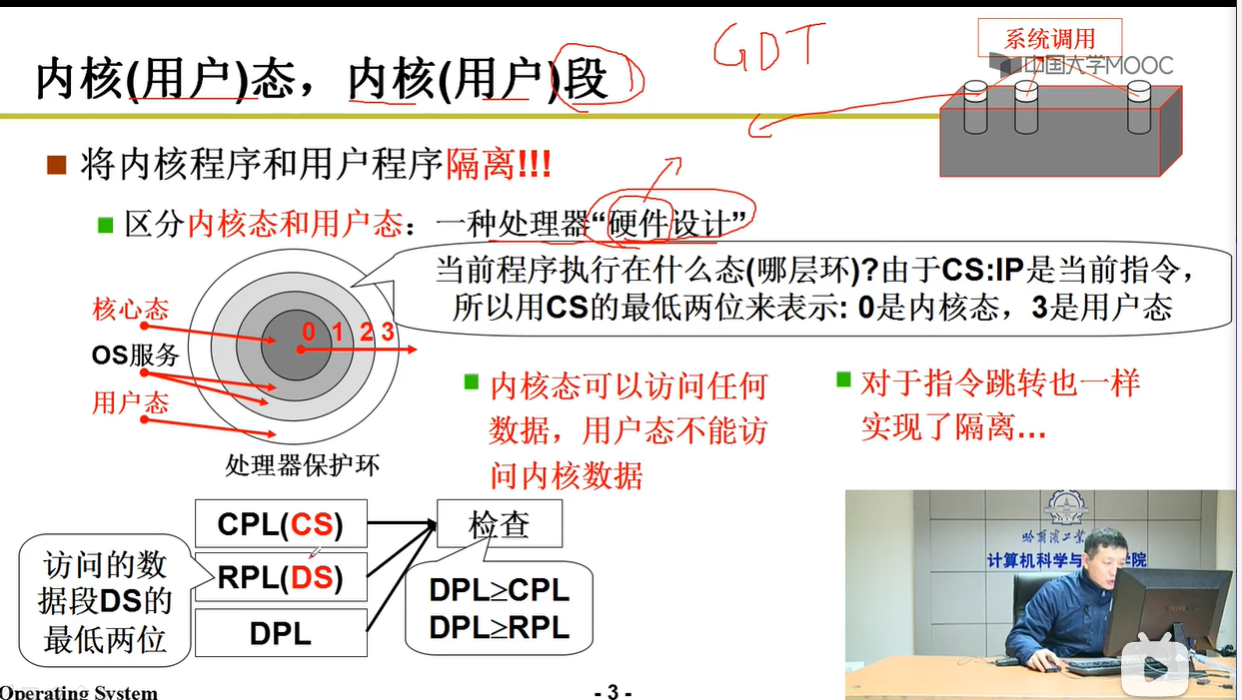 GDT
系统调用
中国大学MOOC
内核(用户)态，内核(用户)段
将内核程序和用户程序隔离!!!
区分内核态和用户态：一种处理器“硬件设计”
当前程序执行在什么态(哪层环)?由于CS:IP是当前指令，
所以用CS的最低两位来表示: 0是内核态，3是用户态
核心态
OS服务
用户态
0 1 2 3
处理器保护环
内核态可以访问任何
数据，用户态不能访
问内核数据
对于指令跳转也一样
实现了隔离…
CPL(CS)
RPL(DS)
DPL
检查
访问的数
据段DS的
最低两位
DPL≥CPL
DPL≥RPL
计算机科学与
学院
Operating System
- 3 -